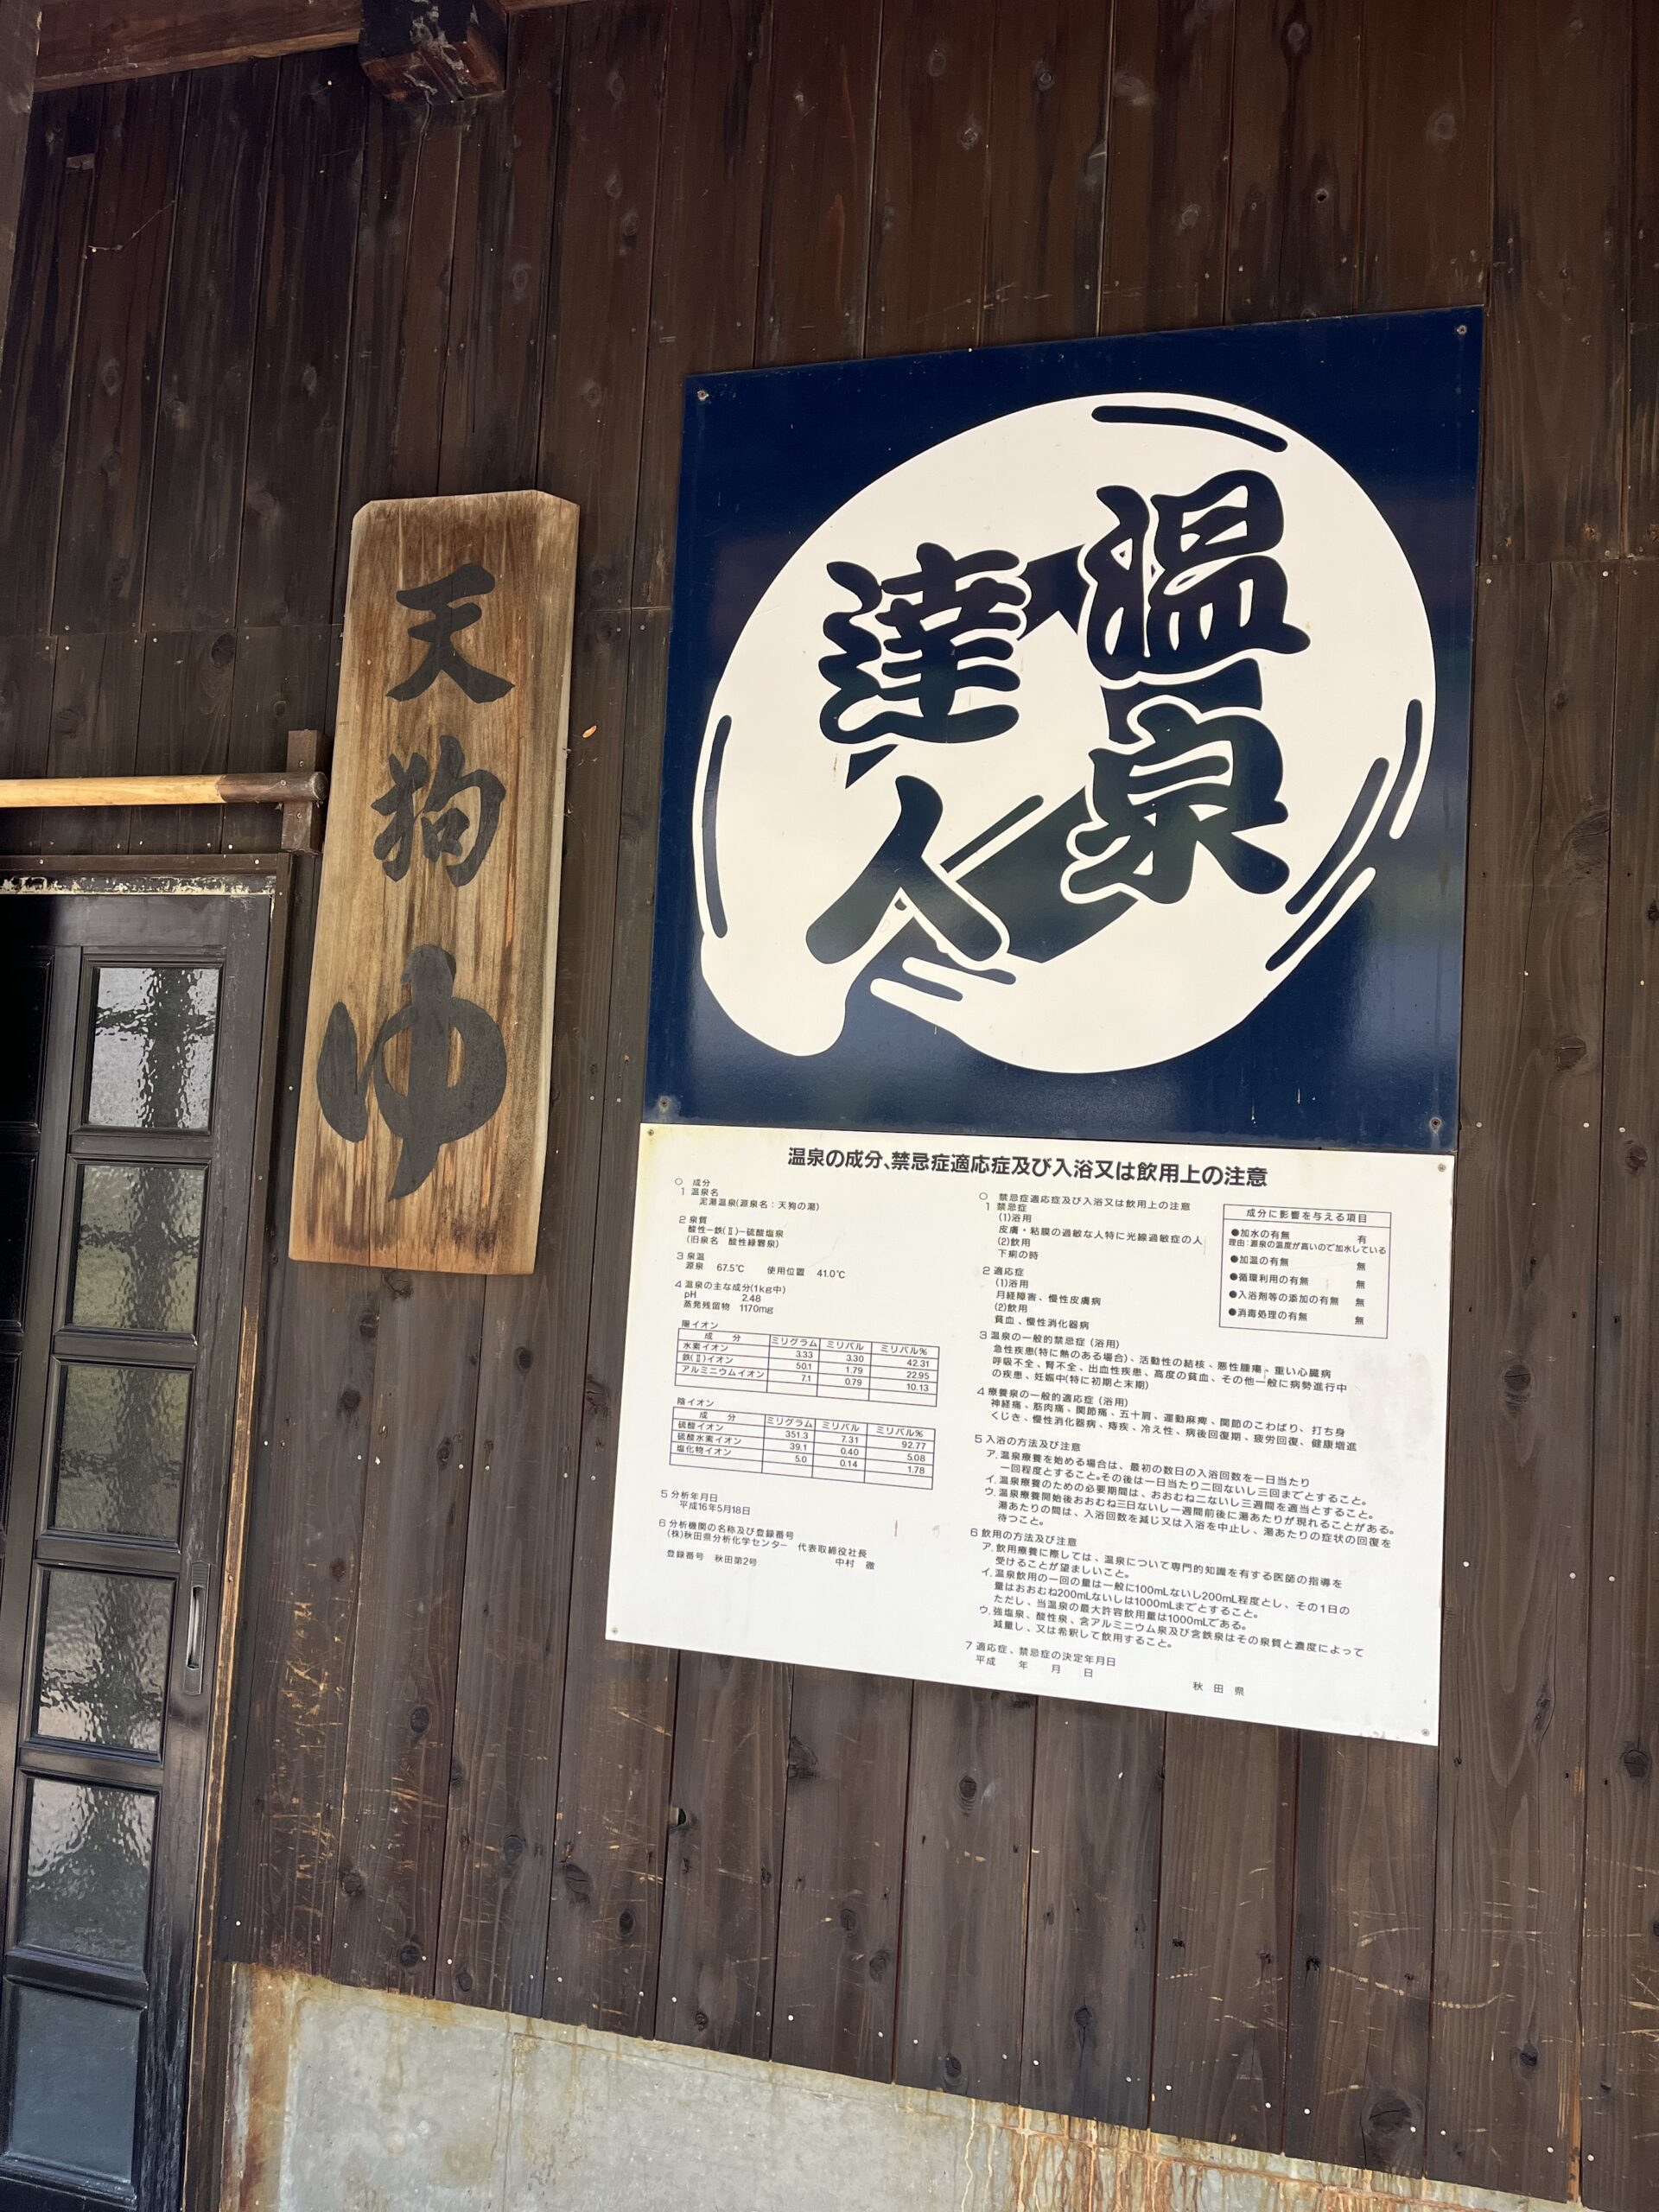 天狗ゆ
温泉
達人
温泉の成分、禁忌症適応症及び入浴又は飲用上の注意
○ 成分
1 温泉名
泥湯温泉(源泉名:天狗の湯)
2 泉質
酸性−鉄(Ⅱ)−硫酸塩泉
(旧泉名 酸性緑礬泉)
3 泉温
源泉 67.5℃ 使用位置 41.0℃
4 温泉の主な成分(1kg中)
pH 2.48
蒸発残留物 1170mg
陽イオン
成 分 ミリグラム ミリバル ミリバル%
水素イオン 3.33 3.30 42.31
鉄(Ⅱ)イオン 50.1 1.79 22.95
アルミニウムイオン 7.1 0.79 10.13
陰イオン
成 分 ミリグラム ミリバル ミリバル%
硫酸イオン 351.3 7.31 92.77
硫酸水素イオン 39.1 0.40 5.08
塩化物イオン 5.0 0.14 1.78
5 分析年月日
平成16年5月18日
6 分析機関の名称及び登録番号
(株)秋田県分析化学センター 代表取締役社長
中村 徹
登録番号 秋田第2号
○ 禁忌症適応症及び入浴又は飲用上の注意
1 禁忌症
(1)浴用
皮膚・粘膜の過敏な人特に光線過敏症の人
(2)飲用
下痢の時
2 適応症
(1)浴用
月経障害、慢性皮膚病
(2)飲用
貧血、慢性消化器病
3 温泉の一般的禁忌症(浴用)
急性疾患(特に熱のある場合)、活動性の結核、悪性腫瘍、重い心臓病
呼吸不全、腎不全、出血性疾患、高度の貧血、その他一般に病勢進行中
の疾患、妊娠中(特に初期と末期)
4 療養泉の一般的適応症(浴用)
神経痛、筋肉痛、関節痛、五十肩、運動麻痺、関節のこわばり、打ち身
くじき、慢性消化器病、痔疾、冷え性、病後回復期、疲労回復、健康増進
5 入浴の方法及び注意
ア.温泉療養を始める場合は、最初の数日の入浴回数を一日当たり
一回程度とすること。その後は一日当たり二回ないし三回までとすること。
イ.温泉療養のための必要期間は、おおむね二ないし三週間を適当とすること。
ウ.温泉療養開始後おおむね三日ないし一週間前後に湯あたりが現れることがある。
湯あたりの間は、入浴回数を減じ又は入浴を中止し、湯あたりの症状の回復を
待つこと。
6 飲用の方法及び注意
ア.飲用療養に際しては、温泉について専門的知識を有する医師の指導を
受けることが望ましいこと。
イ.温泉飲用の一回の量は一般に100mLないし200mL程度とし、その1日の
量はおおむね200mLないしは1000mLまでとすること。
ただし、当温泉の最大許容飲用量は1000mLである。
ウ.強塩泉、酸性泉、含アルミニウム泉及び含鉄泉はその泉質と濃度によって
減量し、又は希釈して飲用すること。
7 適応症、禁忌症の決定年月日
平成 年 月 日
秋田県
成分に影響を与える項目
●加水の有無 有
理由:源泉の温度が高いので加水している
●加温の有無 無
●循環利用の有無 無
●入浴剤等の添加の有無 無
●消毒処理の有無 無